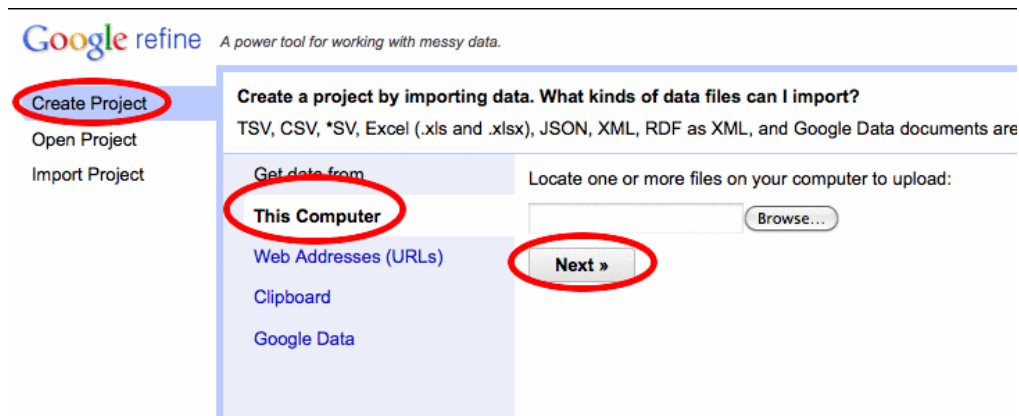 Google refine A power tool for working with messy data.
Create Project
Open Project
Import Project
Create a project by importing data. What kinds of data files can I import?
TSV, CSV, *SV, Excel (.xls and .xlsx), JSON, XML, RDF as XML, and Google Data documents are
Get data from
This Computer
Web Addresses (URLs)
Clipboard
Google Data
Locate one or more files on your computer to upload:
Browse...
Next »